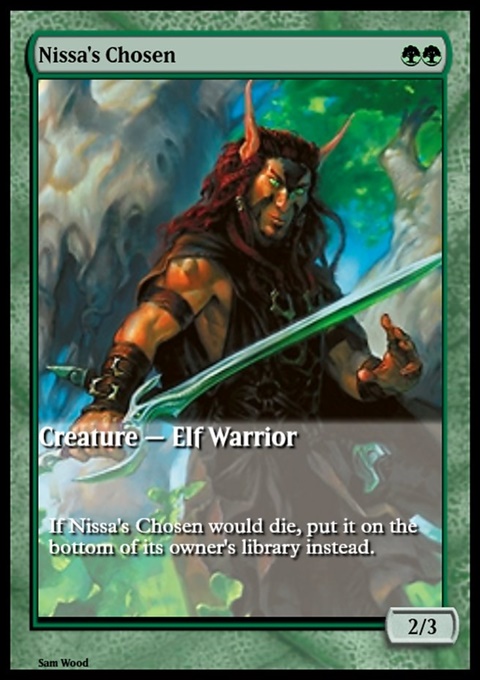 Nissa's Chosen
Creature — Elf Warrior
If Nissa's Chosen would die, put it on the
bottom of its owner's library instead.
2/3
Sam Wood